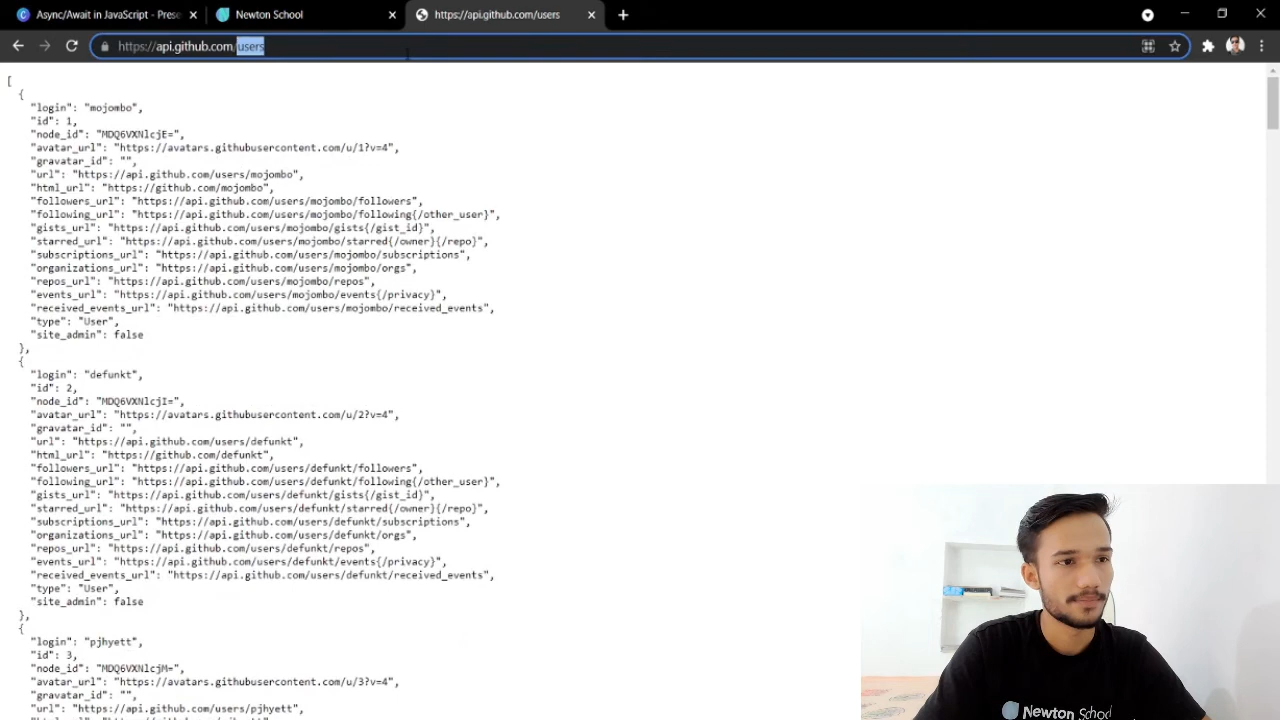 Async/Await in JavaScript - Prese
Newton School
https://api.github.com/users
https://api.github.com/users
[
{
"login": "mojombo",
"id": 1,
"node_id": "MDQ6VXNlcjE=",
"avatar_url": "https://avatars.githubusercontent.com/u/1?v=4",
"gravatar_id": "",
"url": "https://api.github.com/users/mojombo",
"html_url": "https://github.com/mojombo",
"followers_url": "https://api.github.com/users/mojombo/followers",
"following_url": "https://api.github.com/users/mojombo/following{/other_user}",
"gists_url": "https://api.github.com/users/mojombo/gists{/gist_id}",
"starred_url": "https://api.github.com/users/mojombo/starred{/owner}{/repo}",
"subscriptions_url": "https://api.github.com/users/mojombo/subscriptions",
"organizations_url": "https://api.github.com/users/mojombo/orgs",
"repos_url": "https://api.github.com/users/mojombo/repos",
"events_url": "https://api.github.com/users/mojombo/events{/privacy}",
"received_events_url": "https://api.github.com/users/mojombo/received_events",
"type": "User",
"site_admin": false
},
{
"login": "defunkt",
"id": 2,
"node_id": "MDQ6VXNlcjI=",
"avatar_url": "https://avatars.githubusercontent.com/u/2?v=4",
"gravatar_id": "",
"url": "https://api.github.com/users/defunkt",
"html_url": "https://github.com/defunkt",
"followers_url": "https://api.github.com/users/defunkt/followers",
"following_url": "https://api.github.com/users/defunkt/following{/other_user}",
"gists_url": "https://api.github.com/users/defunkt/gists{/gist_id}",
"starred_url": "https://api.github.com/users/defunkt/starred{/owner}{/repo}",
"subscriptions_url": "https://api.github.com/users/defunkt/subscriptions",
"organizations_url": "https://api.github.com/users/defunkt/orgs",
"repos_url": "https://api.github.com/users/defunkt/repos",
"events_url": "https://api.github.com/users/defunkt/events{/privacy}",
"received_events_url": "https://api.github.com/users/defunkt/received_events",
"type": "User",
"site_admin": false
},
{
"login": "pjhyett",
"id": 3,
"node_id": "MDQ6VXNlcjM=",
"avatar_url": "https://avatars.githubusercontent.com/u/3?v=4",
"gravatar_id": "",
"url": "https://api.github.com/users/pjhyett",
Newton School